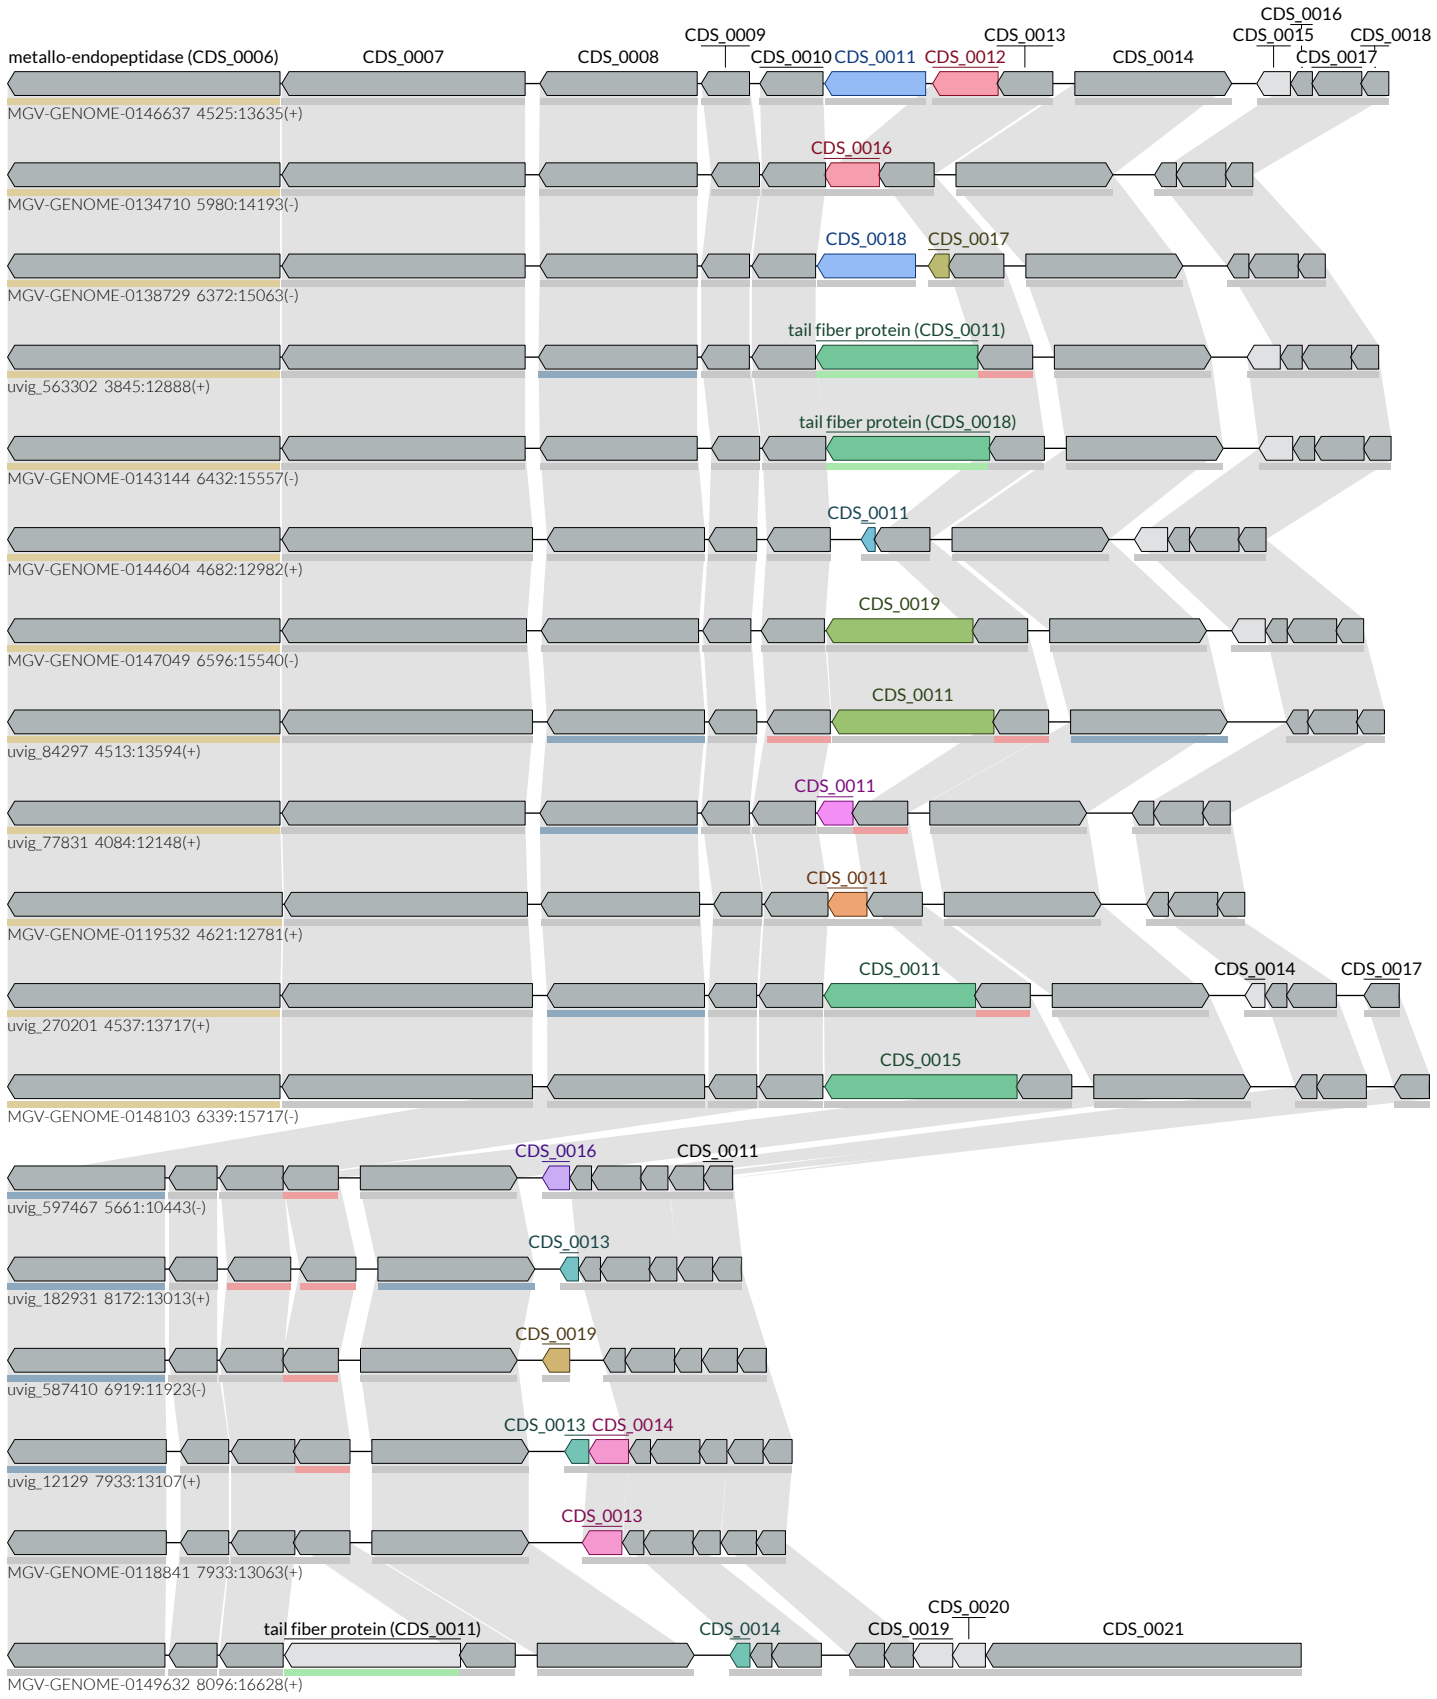 CDS_0016
CDS_0009 CDS_0013 CDS_0015 CDS_0018
metallo-endopeptidase (CDS_0006) CDS_0007 CDS_0008 CDS_0010 CDS_0011 CDS_0012 CDS_0014 CDS_0017
MGV-GENOME-0146637 4525:13635(+)
CDS_0016
MGV-GENOME-0134710 5980:14193(-)
CDS_0018 CDS_0017
MGV-GENOME-0138729 6372:15063(-)
tail fiber protein (CDS_0011)
uvig_563302 3845:12888(+)
tail fiber protein (CDS_0018)
MGV-GENOME-0143144 6432:15557(-)
CDS_0011
MGV-GENOME-0144604 4682:12982(+)
CDS_0019
MGV-GENOME-0147049 6596:15540(-)
CDS_0011
uvig_84297 4513:13594(+)
CDS_0011
uvig_77831 4084:12148(+)
CDS_0011
MGV-GENOME-0119532 4621:12781(+)
CDS_0011 CDS_0014 CDS_0017
uvig_270201 4537:13717(+)
CDS_0015
MGV-GENOME-0148103 6339:15717(-)
CDS_0016 CDS_0011
uvig_597467 5661:10443(-)
CDS_0013
uvig_182931 8172:13013(+)
CDS_0019
uvig_587410 6919:11923(-)
CDS_0013 CDS_0014
uvig_12129 7933:13107(+)
CDS_0013
MGV-GENOME-0118841 7933:13063(+)
CDS_0020
tail fiber protein (CDS_0011) CDS_0014 CDS_0019 CDS_0021
MGV-GENOME-0149632 8096:16628(+)